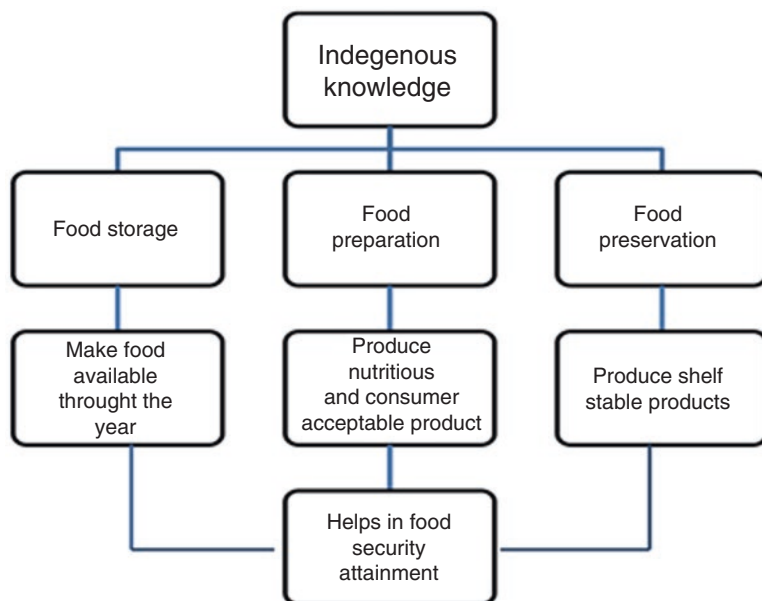 Indegenous
knowledge
Food storage
Food
preparation
Food
preservation
Make food
available
throught the
year
Produce
nutritious
and consumer
acceptable product
Produce shelf
stable products
Helps in food
security
attainment